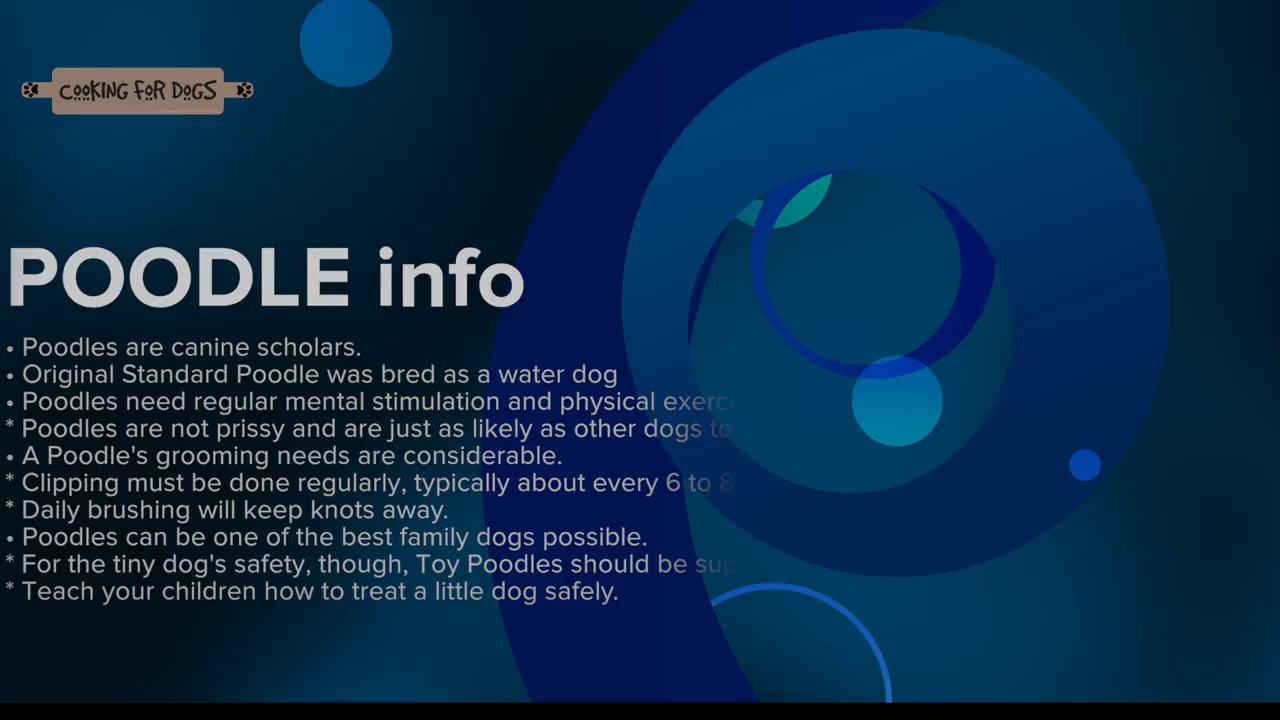 COOKING FOR DOGS
POODLE info
• Poodles are canine scholars.
• Original Standard Poodle was bred as a water dog
• Poodles need regular mental stimulation and physical
* Poodles are not prissy and are just as likely as other dogs to
• A Poodle's grooming needs are considerable.
* Clipping must be done regularly, typically about every 6 to 8
* Daily brushing will keep knots away.
• Poodles can be one of the best family dogs possible.
* For the tiny dog's safety, though, Toy Poodles should be
* Teach your children how to treat a little dog safely.